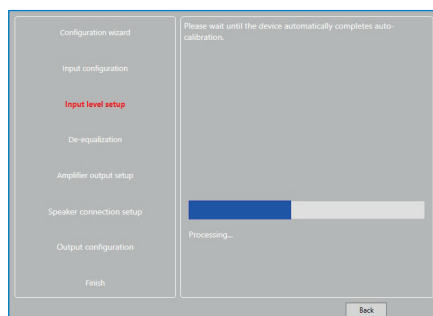 Configuration wizard
Input configuration
Input level setup
De-equalization
Amplifier output setup
Speaker connection setup
Output configuration
Finish
Please wait until the device automatically completes auto-
calibration.
Processing...
Back